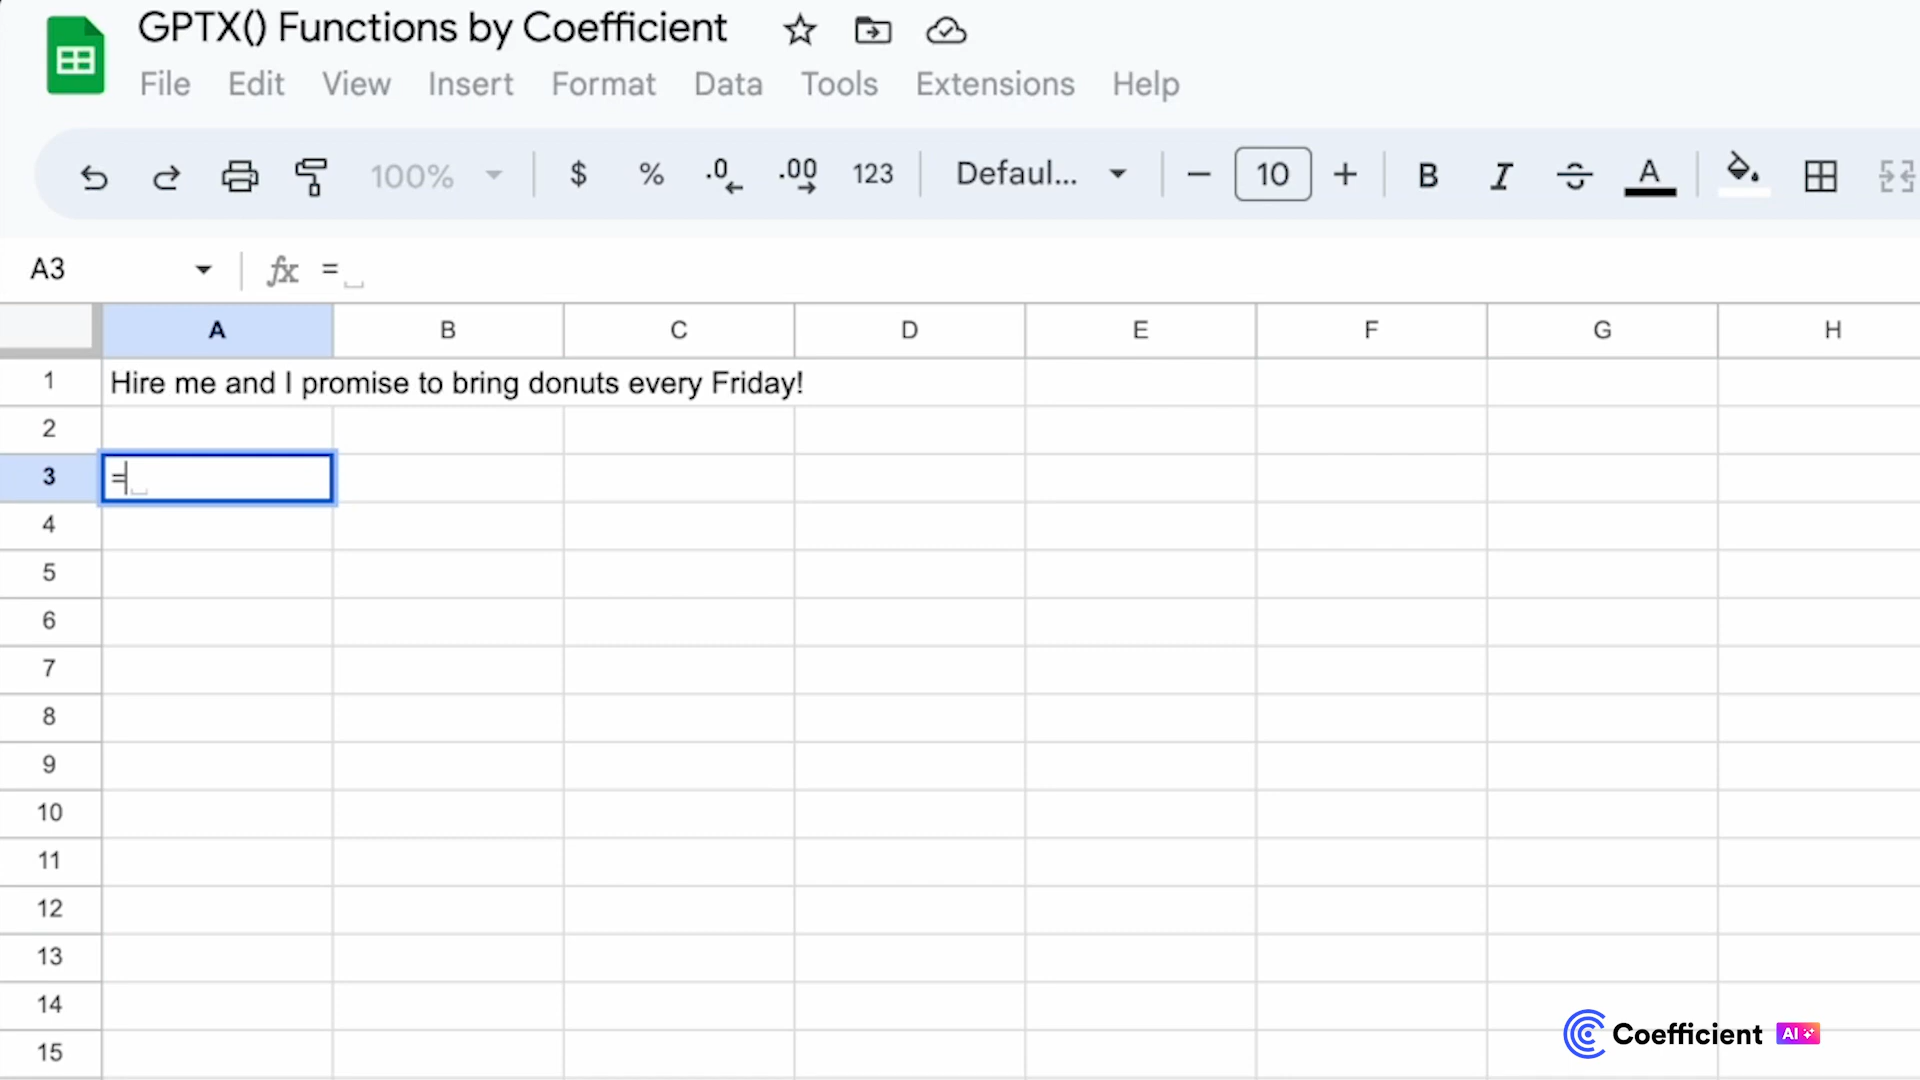 GPTX() Functions by Coefficient
File Edit View Insert Format Data Tools Extensions Help
100% $ % .0 .00 123 Defaul... - 10 + B I S A
A3 fx =
A B C D E F G H
1 Hire me and I promise to bring donuts every Friday!
2
3 =
4
5
6
7
8
9
10
11
12
13
14
15
Coefficient AI